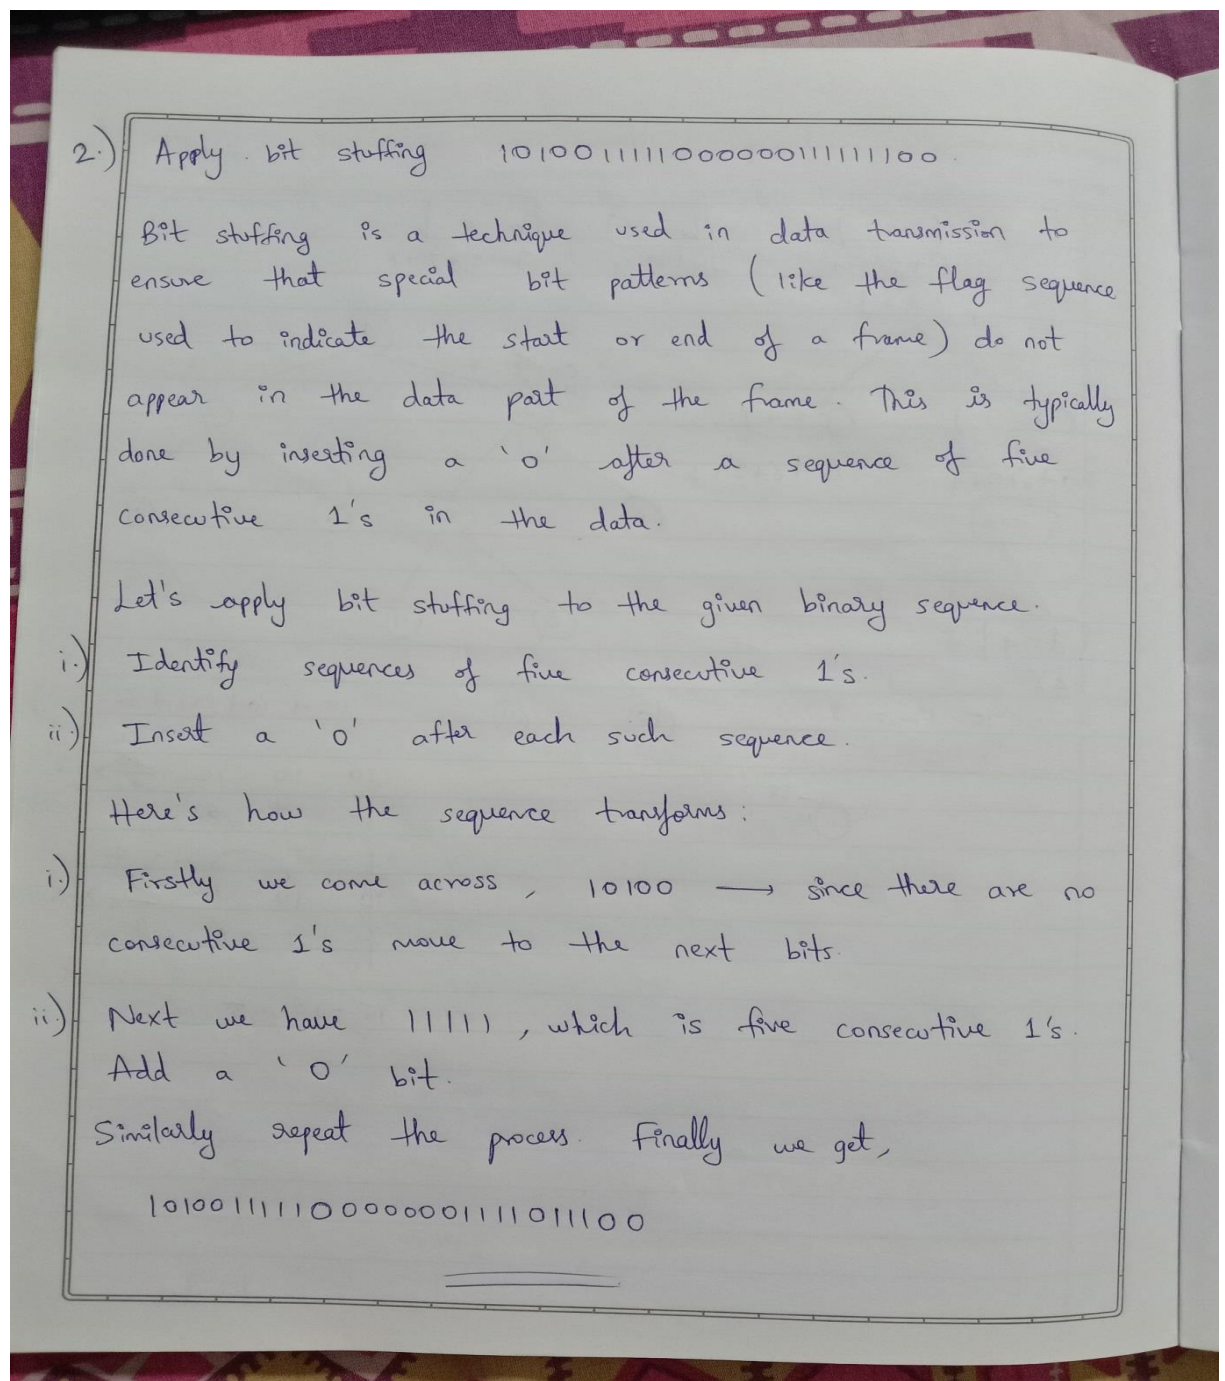 2.) Apply bit stuffing 1010011111000000111111100
Bit stuffing is a technique used in data transmission to
ensure that special bit patterns (like the flag sequence
used to indicate the start or end of a frame) do not
appear in the data part of the frame. This is typically
done by inserting a '0' after a sequence of five
consecutive 1's in the data.
Let's apply bit stuffing to the given binary sequence.
i.) Identify sequences of five consecutive 1's.
ii.) Insert a '0' after each such sequence.
Here's how the sequence transforms:
i.) Firstly we come across, 10100 → since there are no
consecutive 1's move to the next bits.
ii.) Next we have 11111, which is five consecutive 1's.
Add a '0' bit.
Similarly repeat the process. Finally we get,